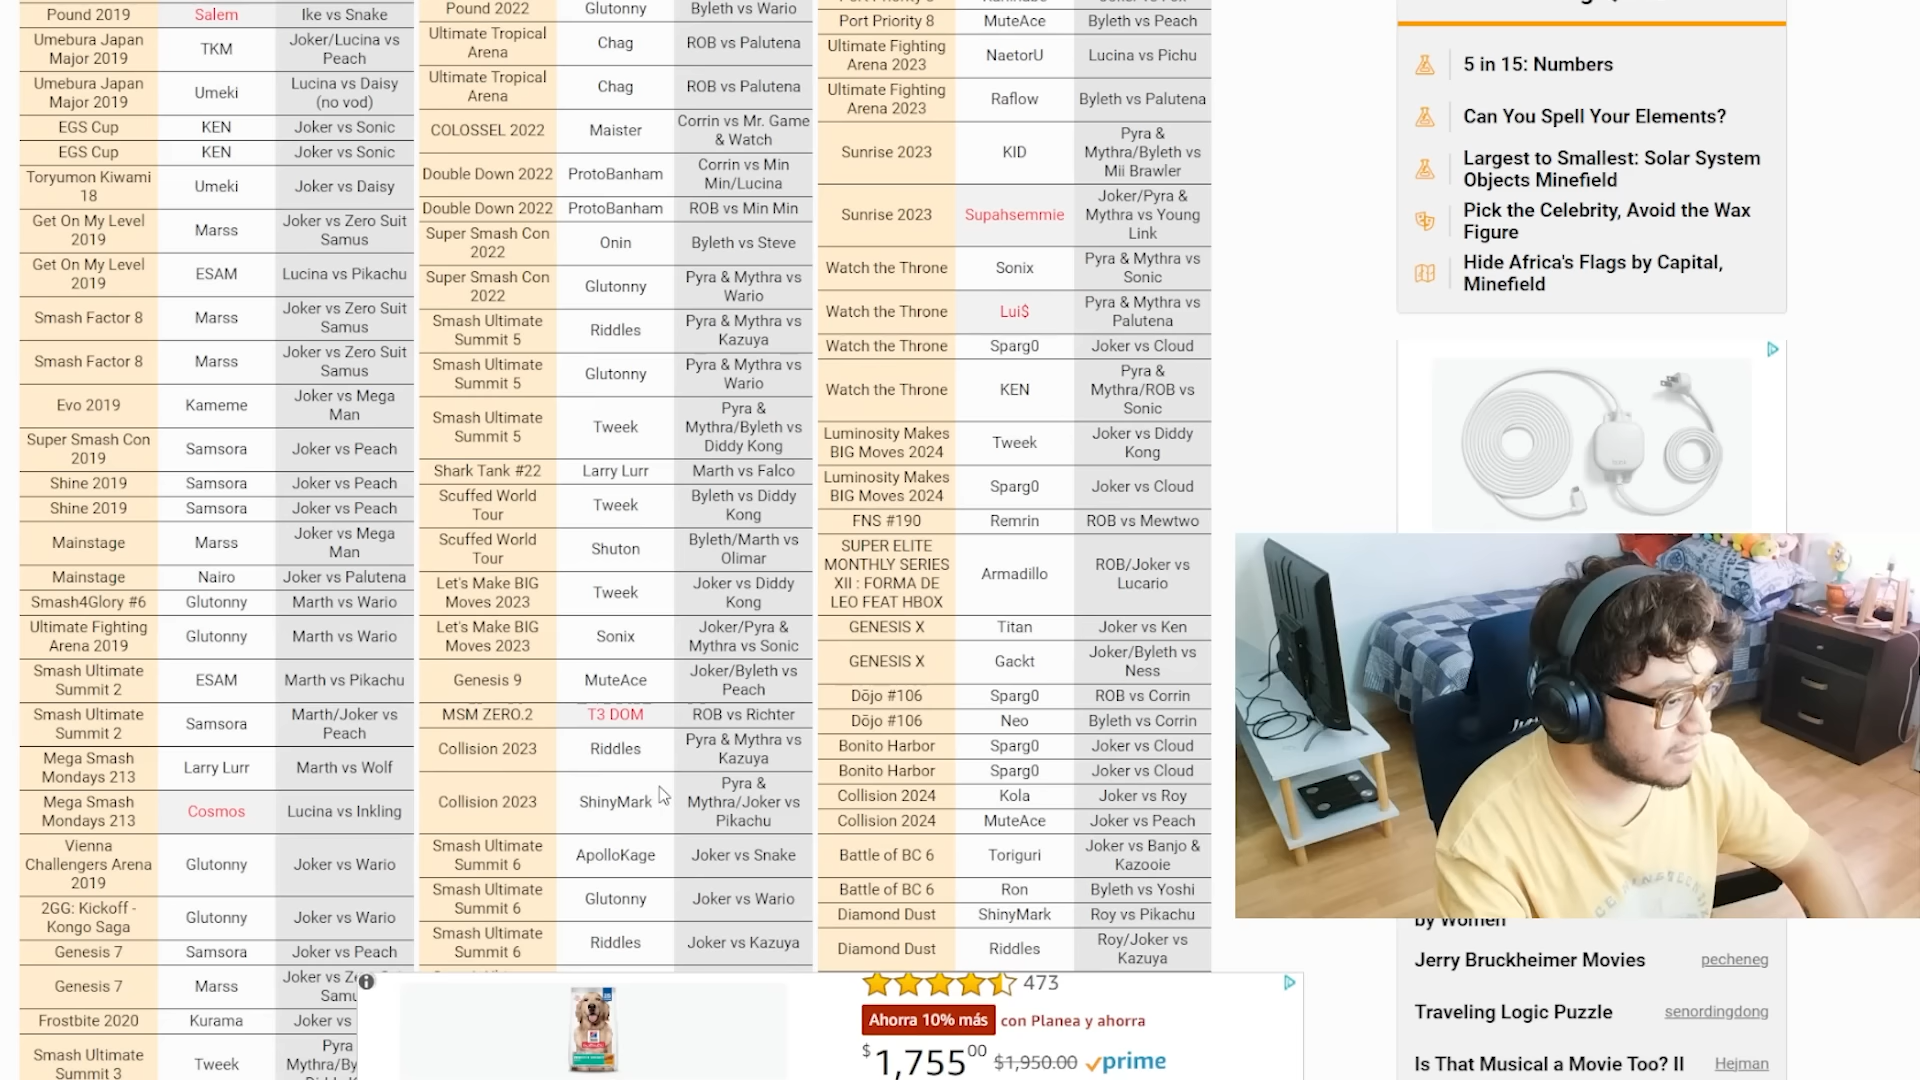 Pound 2019 Salem Ike vs Snake
Umebura Japan
Major 2019
TKM
Joker/Lucina vs
Peach
Umebura Japan
Major 2019
Umeki
Lucina vs Daisy
(no vod)
EGS Cup KEN Joker vs Sonic
EGS Cup KEN Joker vs Sonic
Toryumon Kiwami
18
Umeki
Joker vs Daisy
Get On My Level
2019
Marss
Joker vs Zero Suit
Samus
Get On My Level
2019
ESAM
Lucina vs Pikachu
Smash Factor 8
Marss
Joker vs Zero Suit
Samus
Smash Factor 8
Marss
Joker vs Zero Suit
Samus
Evo 2019
Kameme
Joker vs Mega
Man
Super Smash Con
2019
Samsora
Joker vs Peach
Shine 2019 Samsora Joker vs Peach
Shine 2019 Samsora Joker vs Peach
Mainstage
Marss
Joker vs Mega
Man
Mainstage Nairo Joker vs Palutena
Smash4Glory #6 Glutonny Marth vs Wario
Ultimate Fighting
Arena 2019
Glutonny
Marth vs Wario
Smash Ultimate
Summit 2
ESAM
Marth vs Pikachu
Smash Ultimate
Summit 2
Samsora
Marth/Joker vs
Peach
Mega Smash
Mondays 213
Larry Lurr
Marth vs Wolf
Mega Smash
Mondays 213
Cosmos
Lucina vs Inkling
Vienna
Challengers Arena
2019
Glutonny
Joker vs Wario
2GG: Kickoff -
Kongo Saga
Glutonny
Joker vs Wario
Genesis 7 Samsora Joker vs Peach
Genesis 7
Marss
Joker vs
Frostbite 2020 Kurama Joker vs
Smash Ultimate
Summit 3
Tweek
Pyra
Pound 2022 Glutonny Byleth vs Wario
Ultimate Tropical
Arena
Chag
ROB vs Palutena
Ultimate Tropical
Arena
Chag
ROB vs Palutena
COLOSSEL 2022
Maister
Corrin vs Mr. Game
& Watch
Double Down 2022
ProtoBanham
Corrin vs Min
Min/Lucina
Double Down 2022 ProtoBanham ROB vs Min Min
Super Smash Con
2022
Onin
Byleth vs Steve
Super Smash Con
2022
Glutonny
Pyra & Mythra vs
Wario
Smash Ultimate
Summit 5
Riddles
Pyra & Mythra vs
Kazuya
Smash Ultimate
Summit 5
Glutonny
Pyra & Mythra vs
Wario
Smash Ultimate
Summit 5
Tweek
Pyra &
Mythra/Byleth vs
Diddy Kong
Shark Tank #22 Larry Lurr Marth vs Falco
Scuffed World
Tour
Tweek
Byleth vs Diddy
Kong
Scuffed World
Tour
Shuton
Byleth/Marth vs
Olimar
Let's Make BIG
Moves 2023
Tweek
Joker vs Diddy
Kong
Let's Make BIG
Moves 2023
Sonix
Joker/Pyra &
Mythra vs Sonic
Genesis 9
MuteAce
Joker/Byleth vs
Peach
MSM ZERO.2 T3 DOM ROB vs Richter
Collision 2023
Riddles
Pyra & Mythra vs
Kazuya
Collision 2023
ShinyMark
Pyra &
Mythra/Joker vs
Pikachu
Smash Ultimate
Summit 6
ApolloKage
Joker vs Snake
Smash Ultimate
Summit 6
Glutonny
Joker vs Wario
Smash Ultimate
Summit 6
Riddles
Joker vs Kazuya
Port Priority 8 MuteAce Byleth vs Peach
Ultimate Fighting
Arena 2023
NaetorU
Lucina vs Pichu
Ultimate Fighting
Arena 2023
Raflow
Byleth vs Palutena
Sunrise 2023
KID
Pyra &
Mythra/Byleth vs
Mii Brawler
Sunrise 2023
Supahsemmie
Joker/Pyra &
Mythra vs Young
Link
Watch the Throne
Sonix
Pyra & Mythra vs
Sonic
Watch the Throne
Lui$
Pyra & Mythra vs
Palutena
Watch the Throne Sparg0 Joker vs Cloud
Watch the Throne
KEN
Pyra &
Mythra/ROB vs
Sonic
Luminosity Makes
BIG Moves 2024
Tweek
Joker vs Diddy
Kong
Luminosity Makes
BIG Moves 2024
Sparg0
Joker vs Cloud
FNS #190 Remrin ROB vs Mewtwo
SUPER ELITE
MONTHLY SERIES
XII : FORMA DE
LEO FEAT HBOX
Armadillo
ROB/Joker vs
Lucario
GENESIS X Titan Joker vs Ken
GENESIS X
Gackt
Joker/Byleth vs
Ness
Dōjo #106 Sparg0 ROB vs Corrin
Dōjo #106 Neo Byleth vs Corrin
Bonito Harbor Sparg0 Joker vs Cloud
Bonito Harbor Sparg0 Joker vs Cloud
Collision 2024 Kola Joker vs Roy
Collision 2024 MuteAce Joker vs Peach
Battle of BC 6
Toriguri
Joker vs Banjo &
Kazooie
Battle of BC 6 Ron Byleth vs Yoshi
Diamond Dust ShinyMark Roy vs Pikachu
Diamond Dust
Riddles
Roy/Joker vs
Kazuya
5 in 15: Numbers
Can You Spell Your Elements?
Largest to Smallest: Solar System
Objects Minefield
Pick the Celebrity, Avoid the Wax
Figure
Hide Africa's Flags by Capital,
Minefield
by Women
Jerry Bruckheimer Movies pecheneg
Traveling Logic Puzzle senordingdong
Is That Musical a Movie Too? II Hejman
473
Ahorra 10% más con Planea y ahorra
$1,755.00 $1,950.00 prime